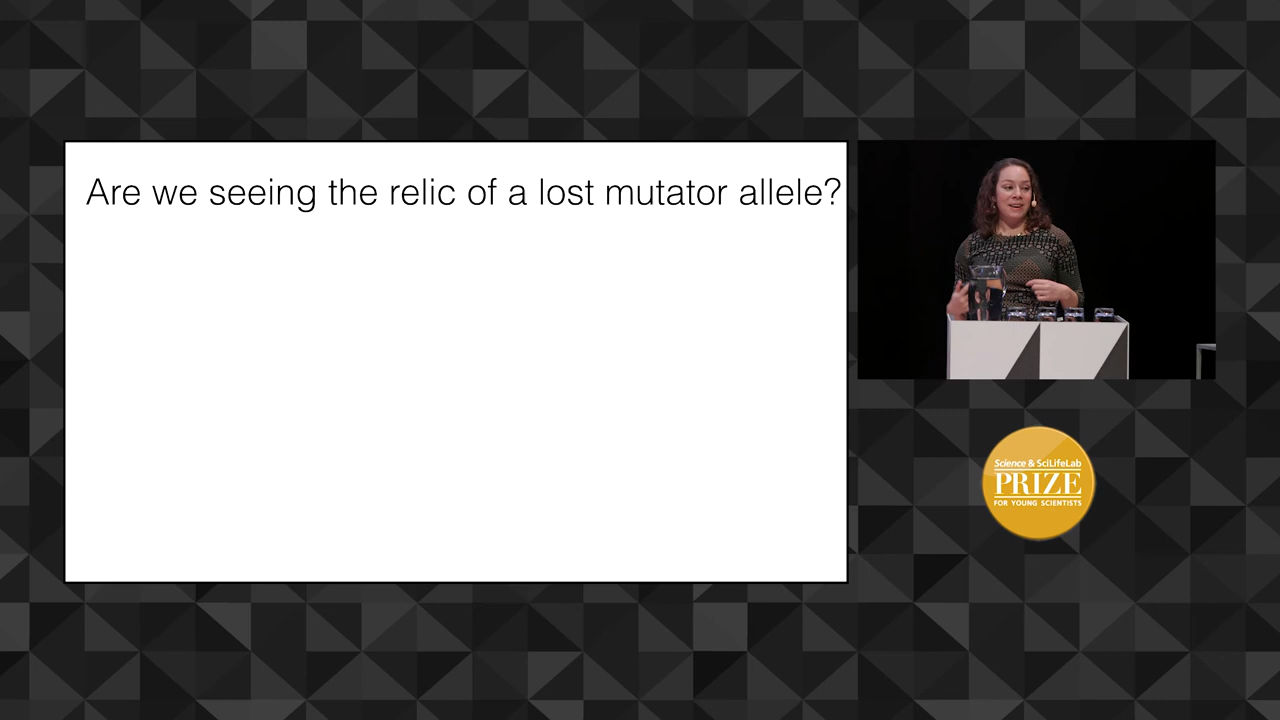 Are we seeing the relic of a lost mutator allele?
Science & SciLifeLab
PRIZE
FOR YOUNG SCIENTISTS